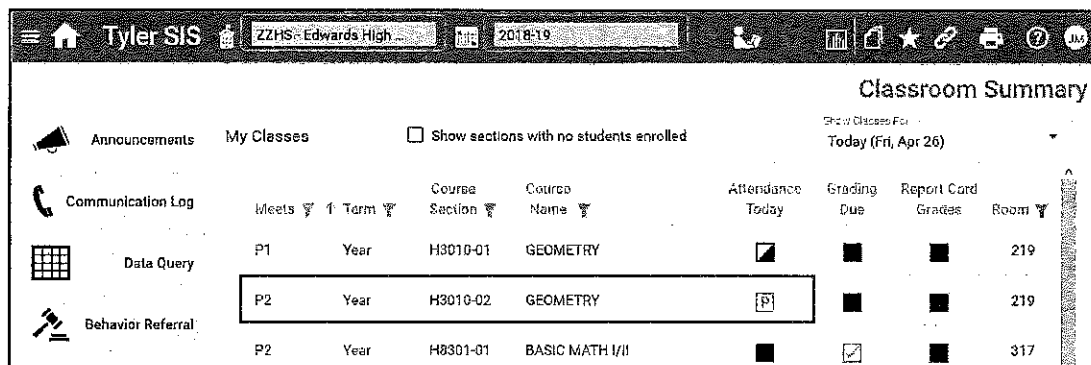 Tyler SIS ZZHS - Edwards High ... 2018-19 JM
Classroom Summary
Announcements
My Classes
Show sections with no students enrolled
Show Classes For
Today (Fri, Apr 26)
Communication Log
Meets ↑ Term Course Section Course Name Attendance Today Grading Due Report Card Grades Room
P1 Year H3010-01 GEOMETRY 219
Data Query
P2 Year H3010-02 GEOMETRY P 219
Behavior Referral
P2 Year H8301-01 BASIC MATH I/II 317